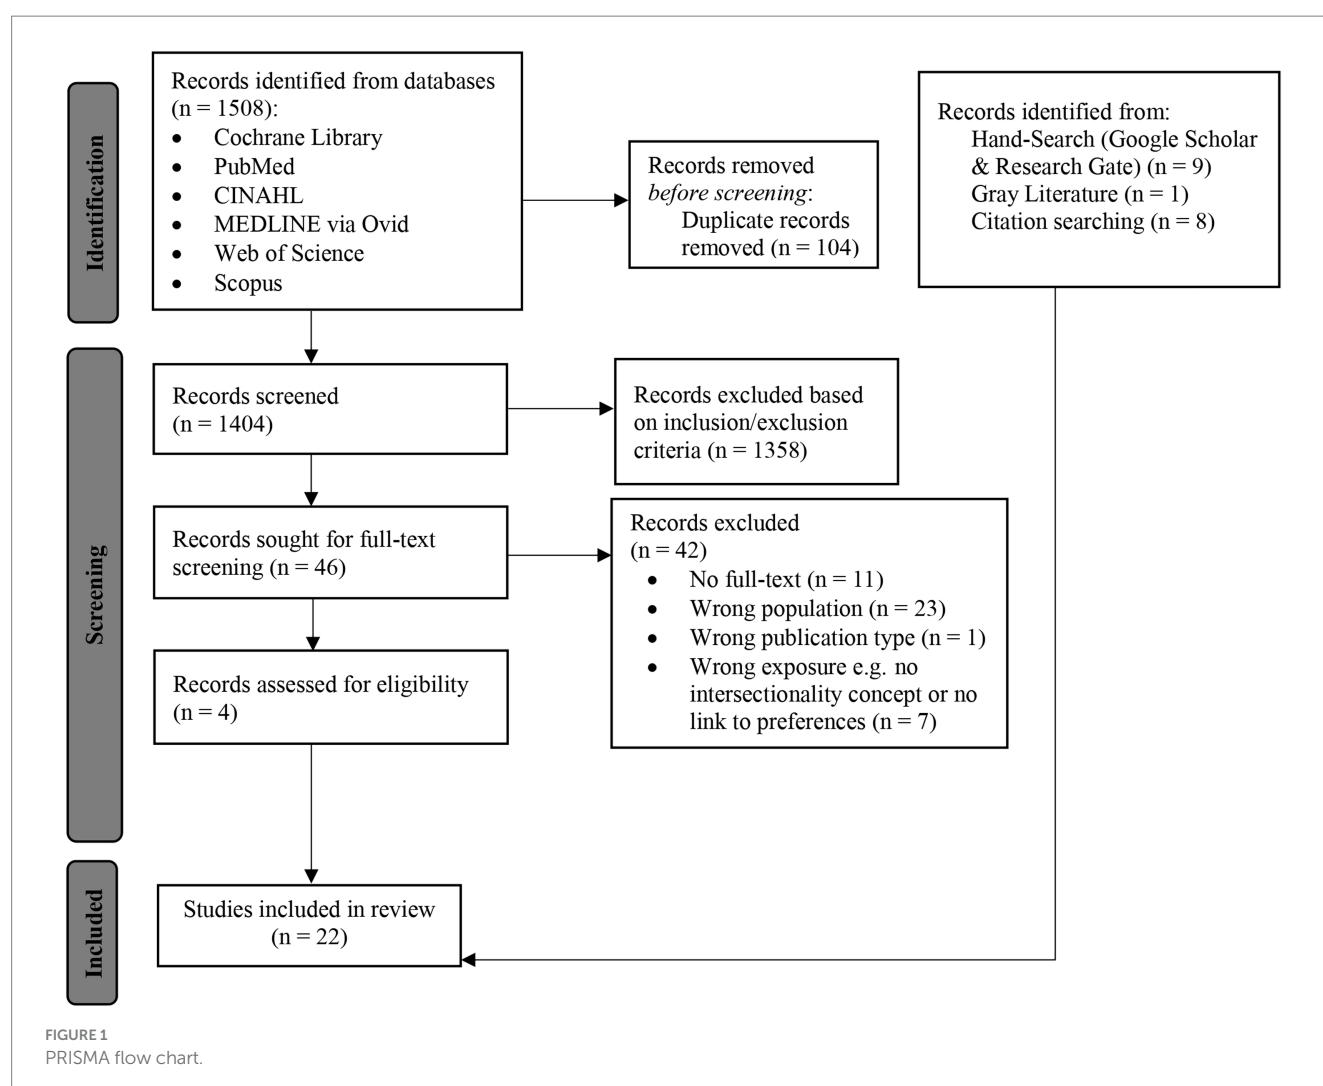 Identification
Records identified from databases
(n = 1508):
• Cochrane Library
• PubMed
• CINAHL
• MEDLINE via Ovid
• Web of Science
• Scopus
Records removed
before screening:
Duplicate records
removed (n = 104)
Records identified from:
Hand-Search (Google Scholar
& Research Gate) (n = 9)
Gray Literature (n = 1)
Citation searching (n = 8)
Screening
Records screened
(n = 1404)
Records excluded based
on inclusion/exclusion
criteria (n = 1358)
Records sought for full-text
screening (n = 46)
Records excluded
(n = 42)
• No full-text (n = 11)
• Wrong population (n = 23)
• Wrong publication type (n = 1)
• Wrong exposure e.g. no
intersectionality concept or no
link to preferences (n = 7)
Records assessed for eligibility
(n = 4)
Included
Studies included in review
(n = 22)
FIGURE 1
PRISMA flow chart.